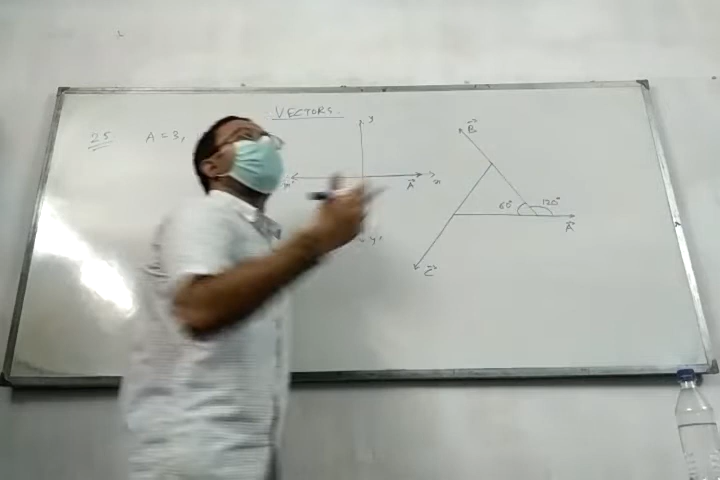 VECTORS.
25
A = 3,
y
x'
A
x
y'
B
60°
120°
A
C